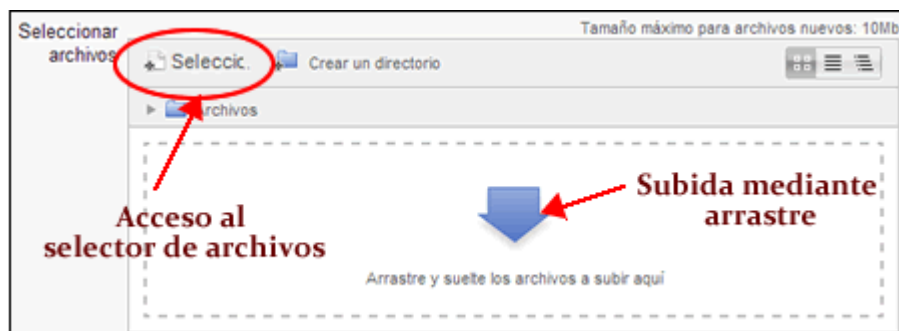 Seleccionar
archivos
Tamaño máximo para archivos nuevos: 10Mb
Seleccic.
Crear un directorio
Archivos
Subida mediante
arrastre
Acceso al
selector de archivos
Arrastre y suelte los archivos a subir aquí